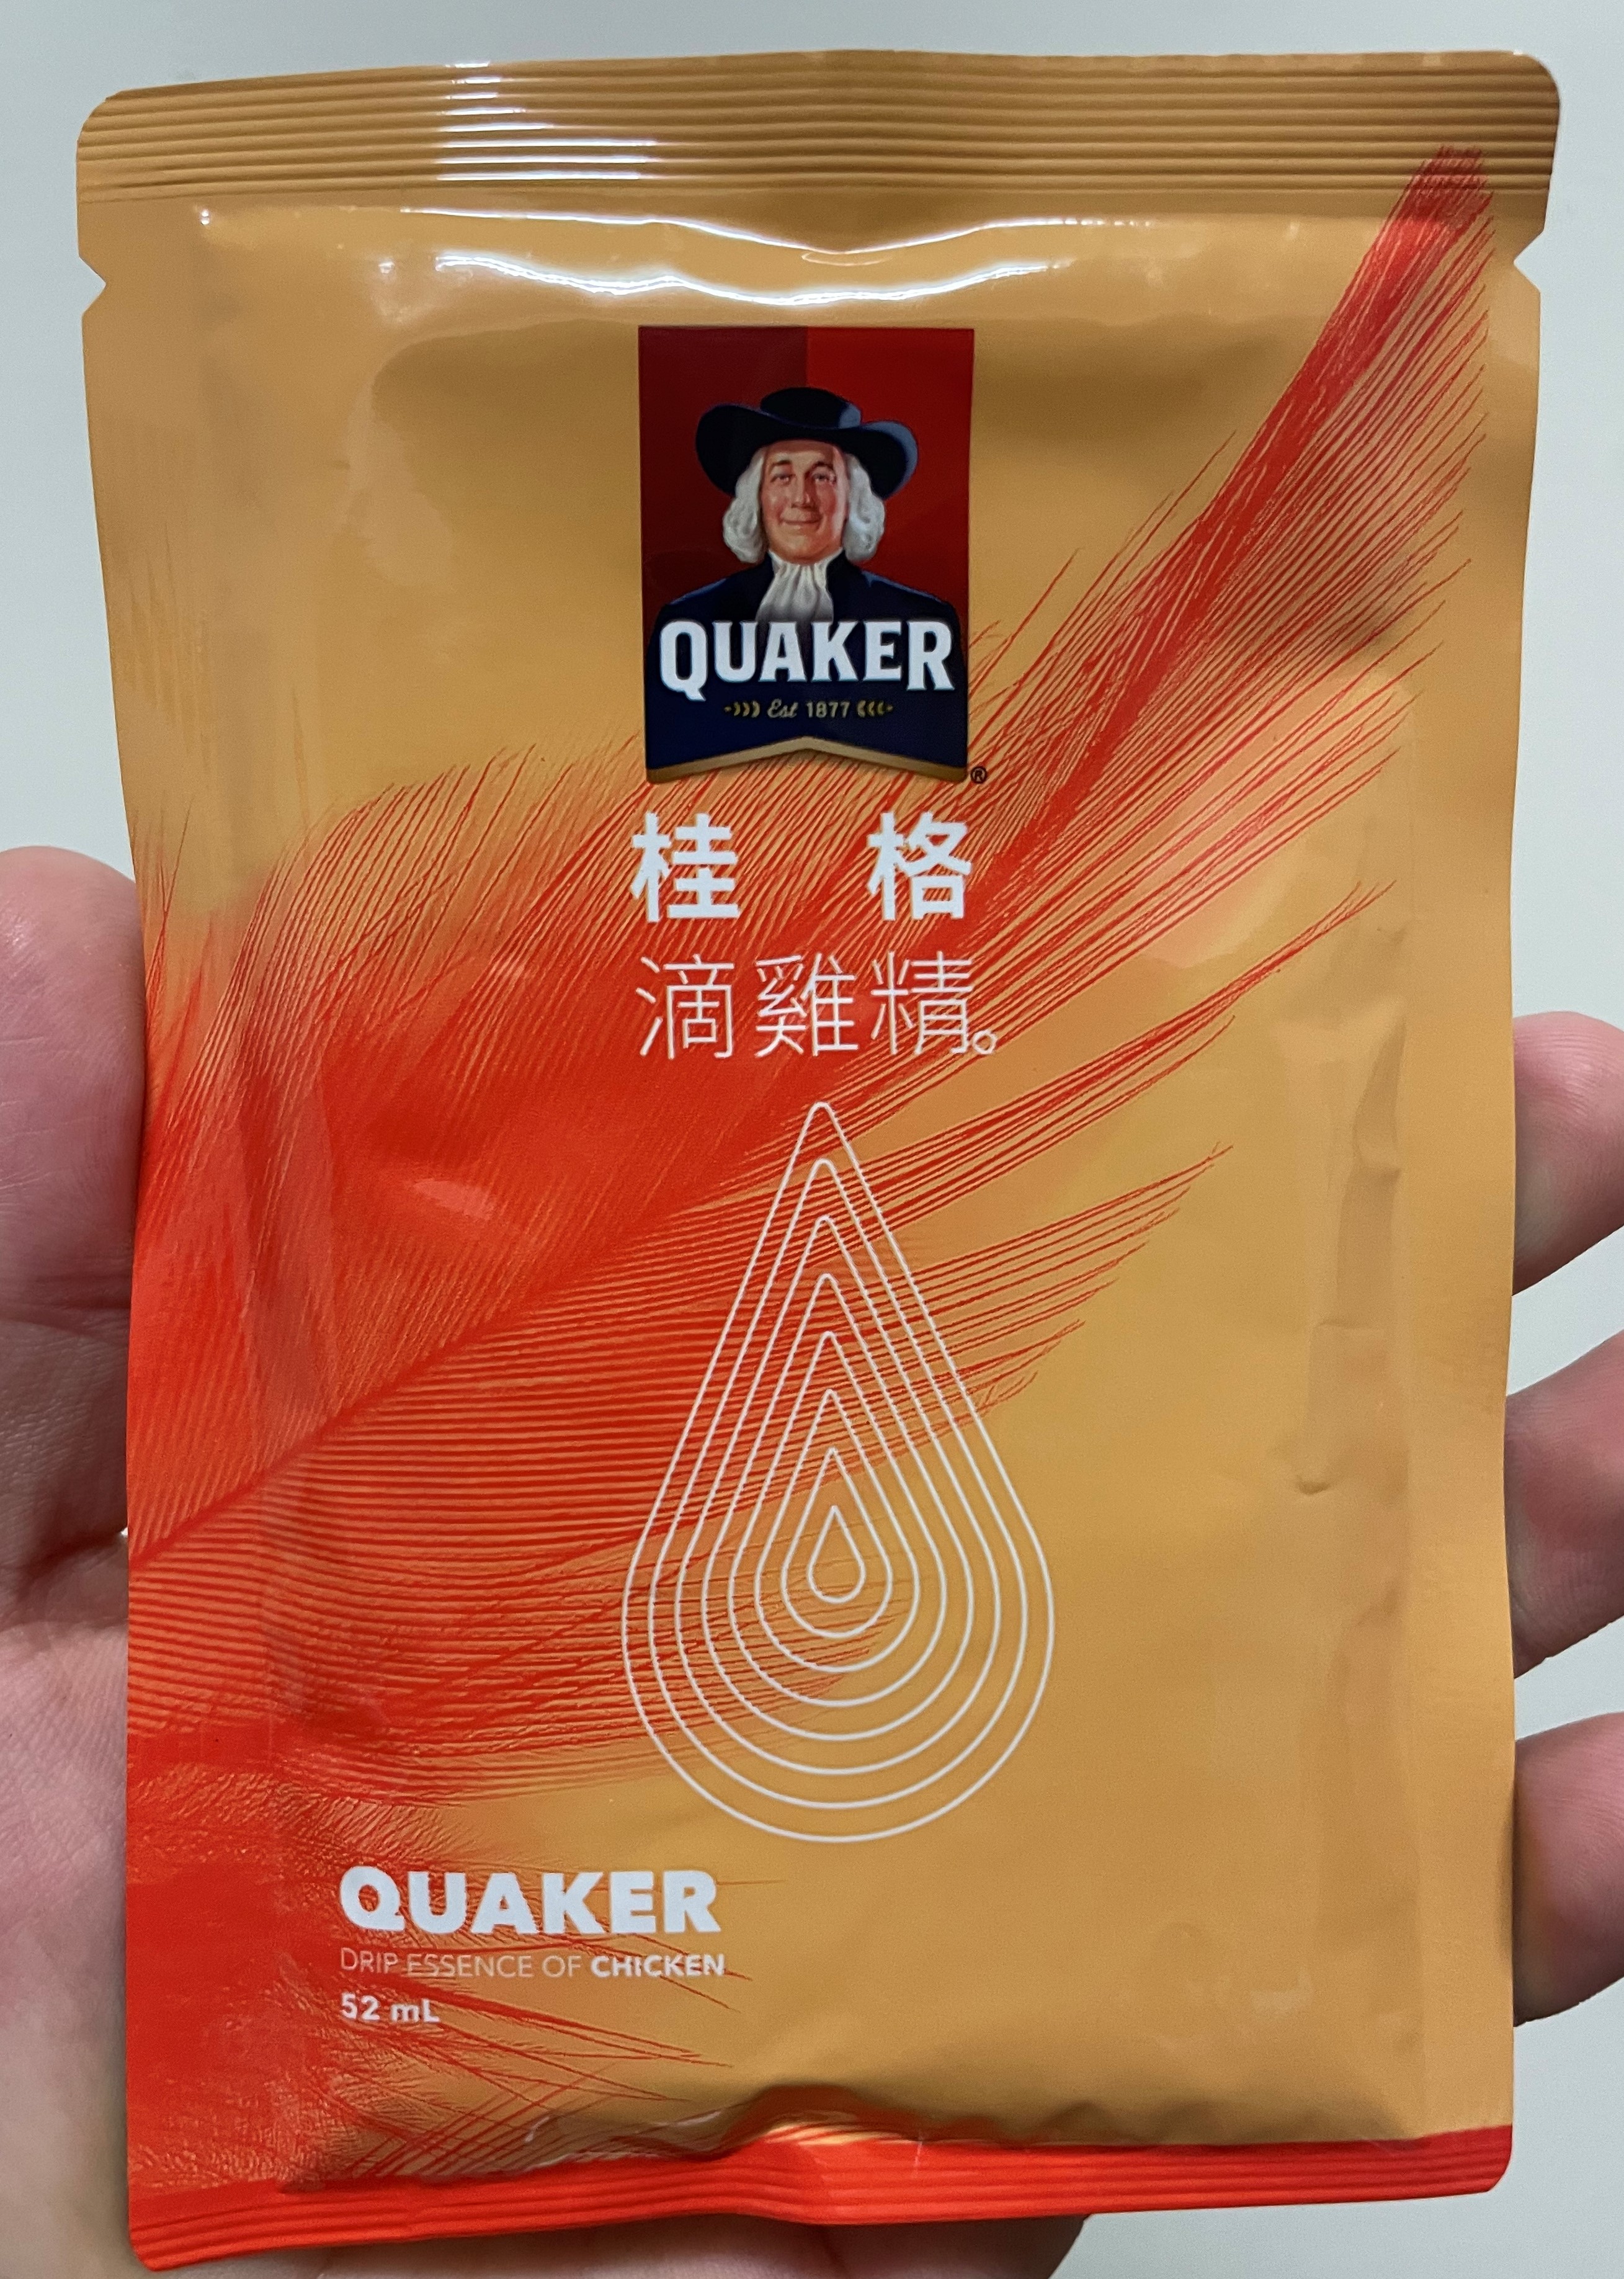 QUAKER
Est 1877
®
桂格
滴雞精。
QUAKER
DRIP ESSENCE OF CHICKEN
52 mL